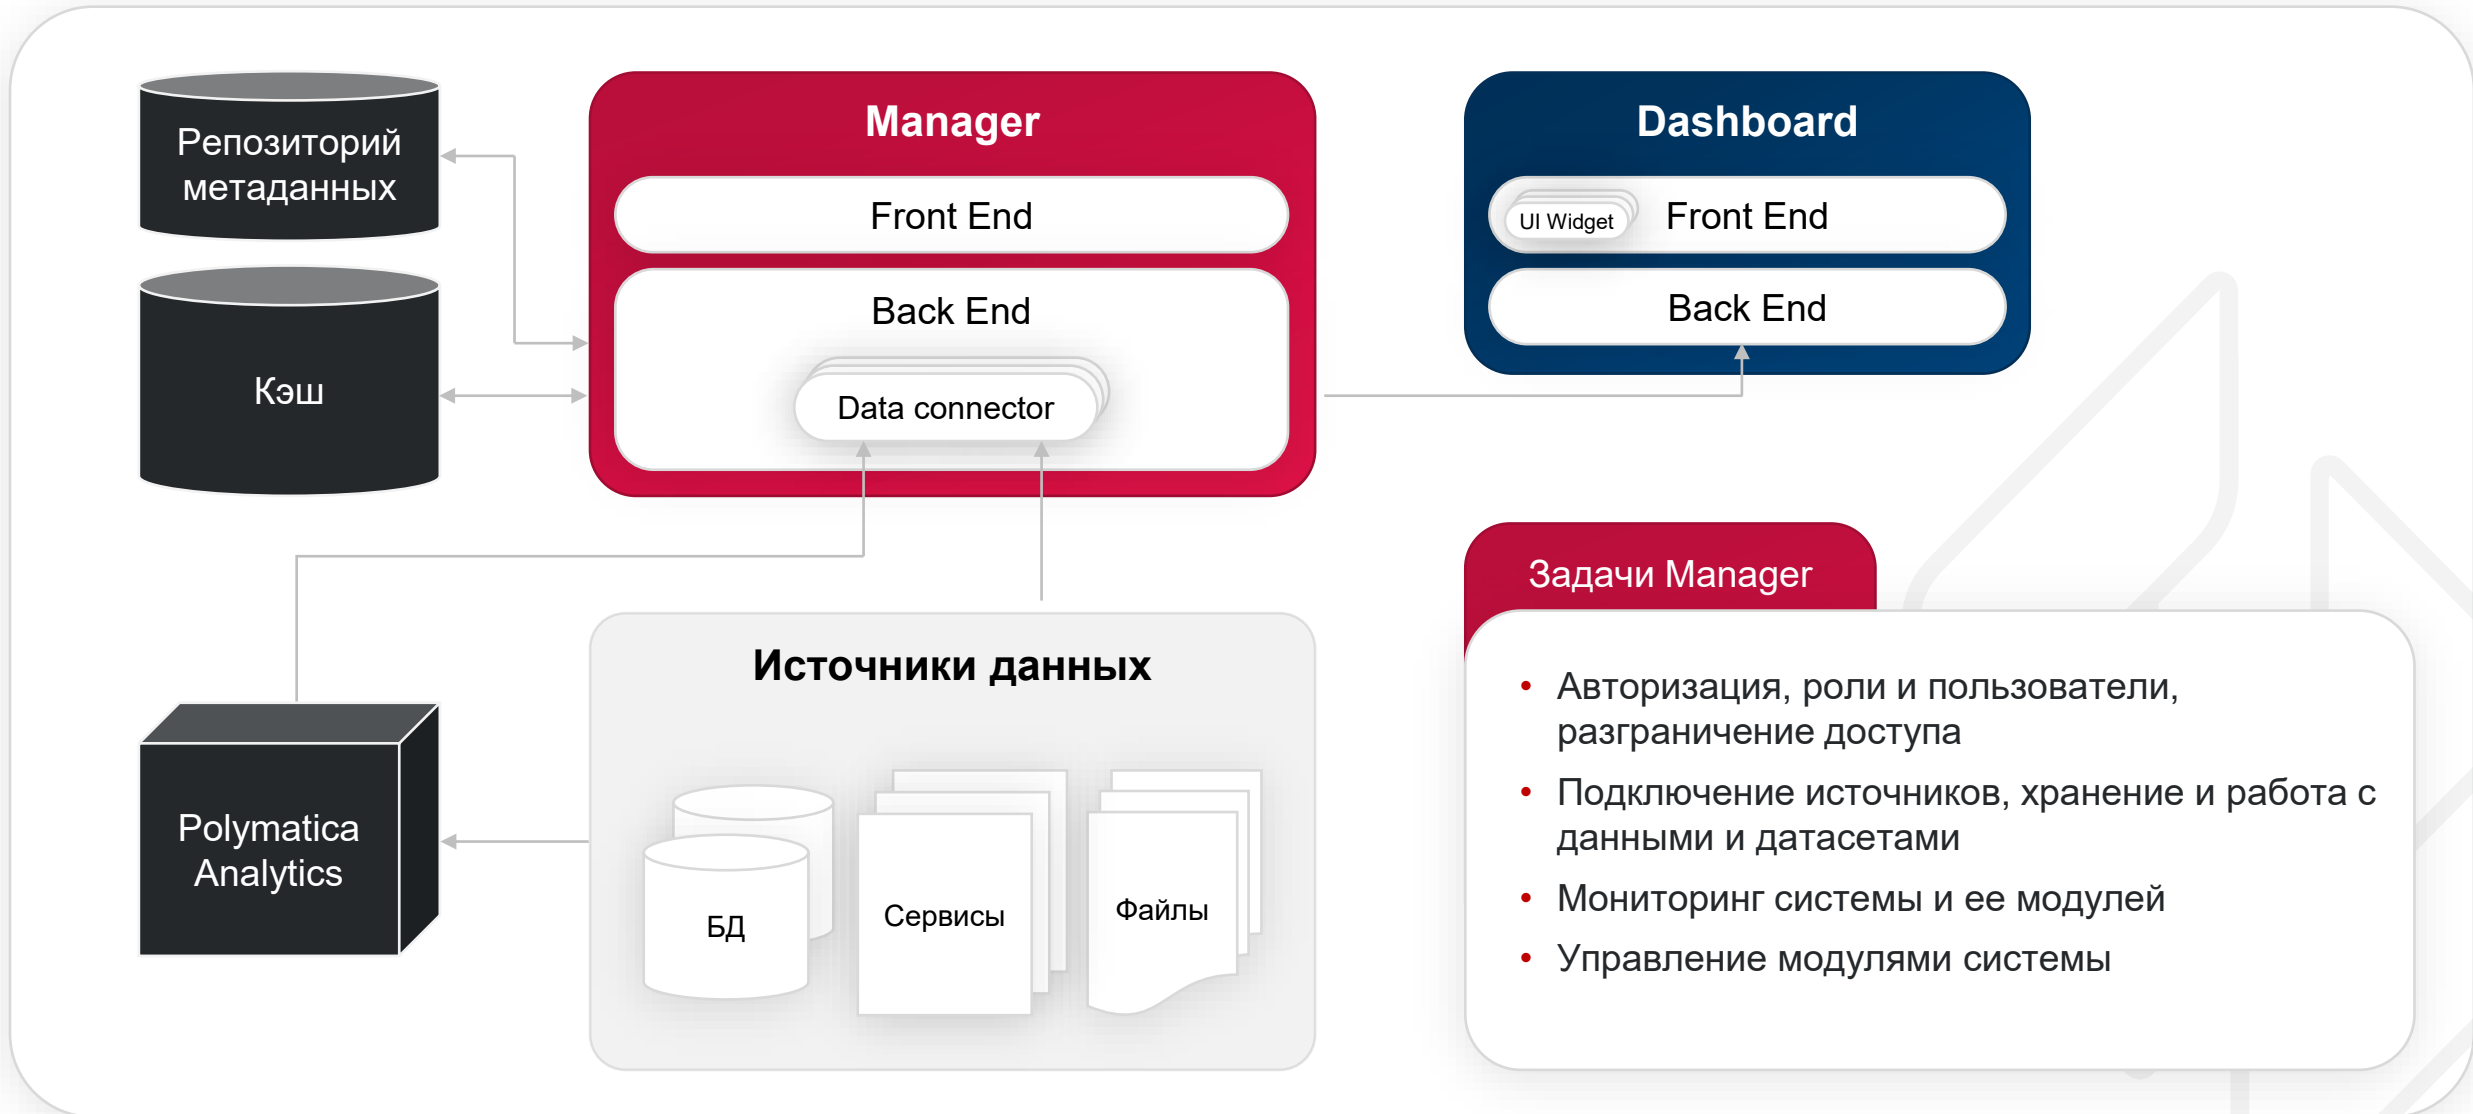 Репозиторий
метаданных
Кэш
Manager
Front End
Back End
Data connector
Dashboard
UI Widget
Front End
Back End
Polymatica
Analytics
Источники данных
БД
Сервисы
Файлы
Задачи Manager
• Авторизация, роли и пользователи,
разграничение доступа
• Подключение источников, хранение и работа с
данными и датасетами
• Мониторинг системы и ее модулей
• Управление модулями системы